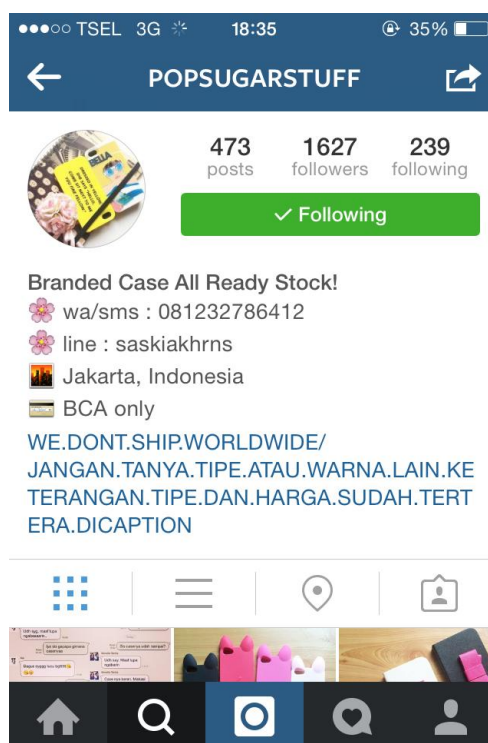 TSEL 3G 18:35 35%
POPSUGARSTUFF
473 1627 239
posts followers following
Following
BELLA
Branded Case All Ready Stock!
wa/sms : 081232786412
line : saskiakhrns
Jakarta, Indonesia
BCA only
WE.DONT.SHIP.WORLDWIDE/
JANGAN.TANYA.TIPE.ATAU.WARNA.LAIN.KE
TERANGAN.TIPE.DAN.HARGA.SUDAH.TERT
ERA.DICAPTION